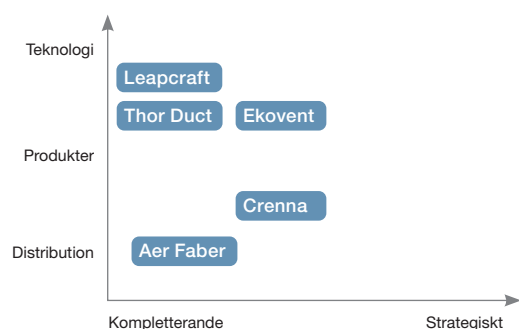 Teknologi
Leapcraft
Thor Duct Ekovent
Produkter
Crenna
Distribution Aer Faber
Kompletterande Strategiskt